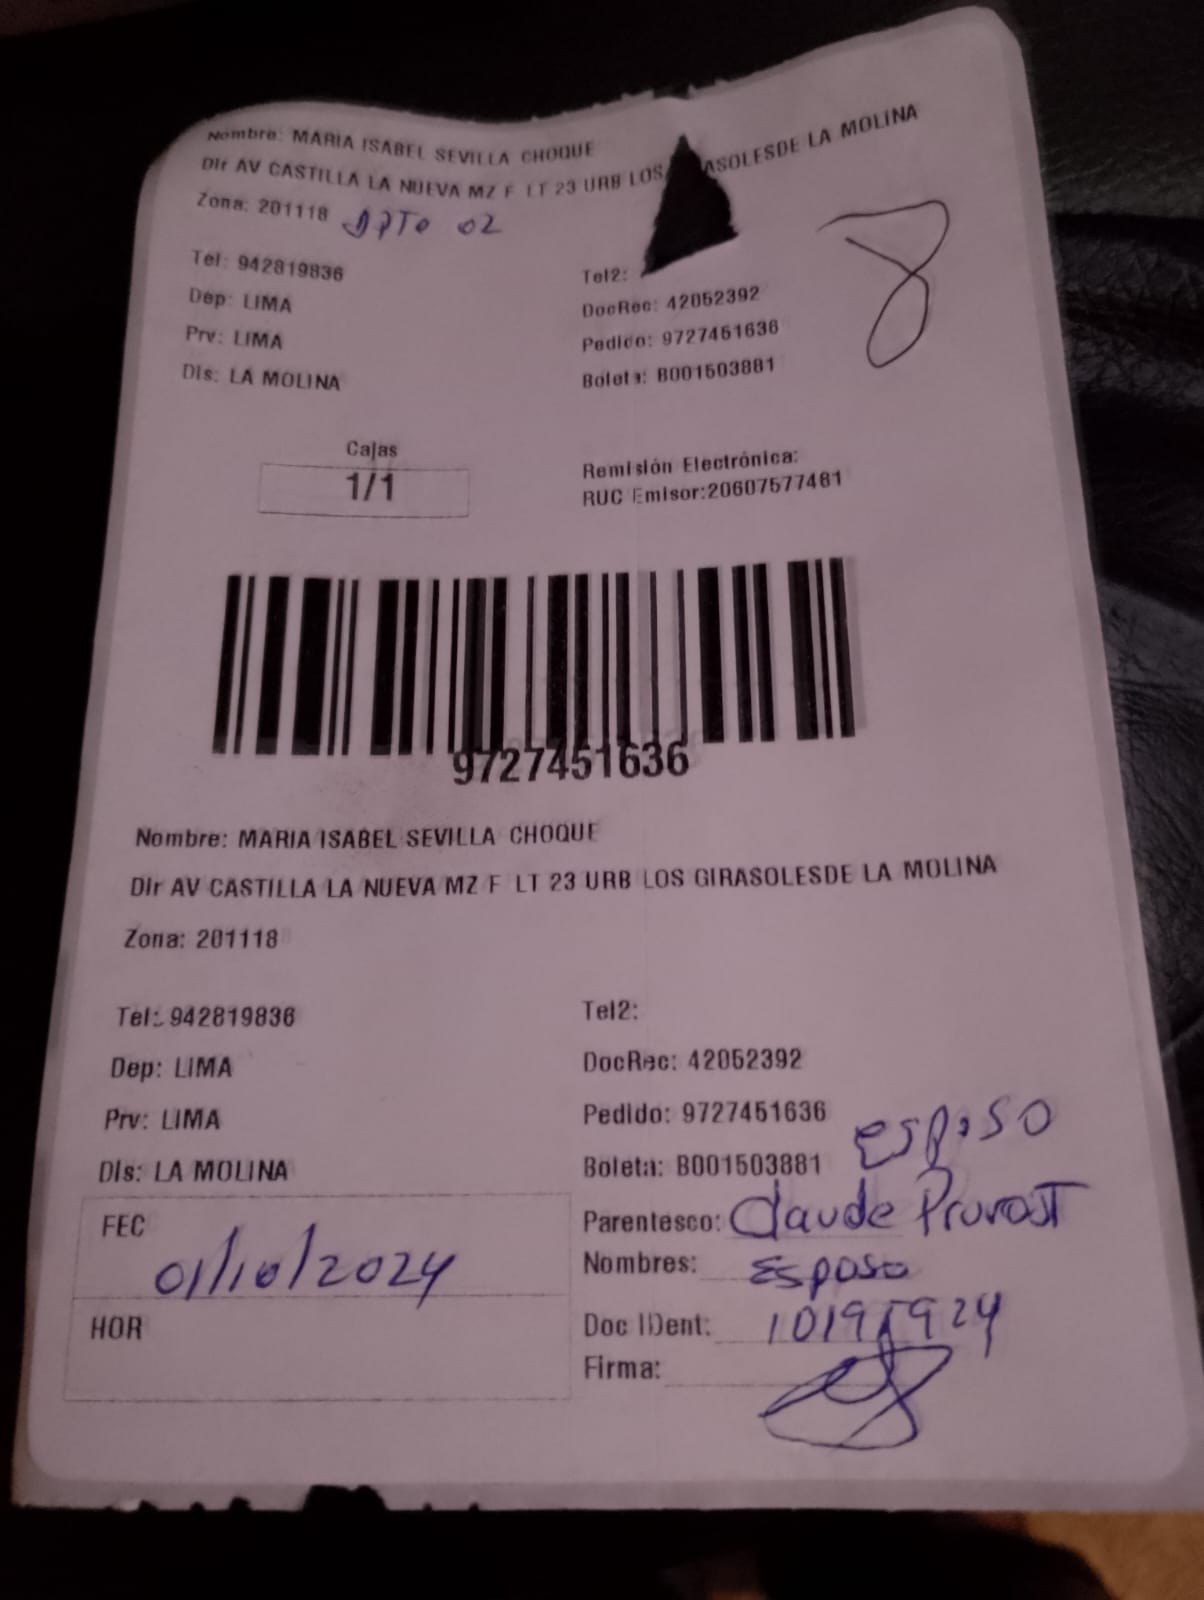 Nombre: MARIA ISABEL SEVILLA CHOQUE
Dir AV CASTILLA LA NUEVA MZ F LT 23 URB LOS ASOLESDE LA MOLINA
Zona: 201118 DPTO 02
Tel: 942819836 Tel2:
Dep: LIMA DocRec: 42052392
Prv: LIMA Pedido: 9727451636
Dis: LA MOLINA Boleta: B001503881
Cajas
1/1
Remisión Electrónica:
RUC Emisor:20607577481
9727451636
Nombre: MARIA ISABEL SEVILLA CHOQUE
Dir AV CASTILLA LA NUEVA MZ F LT 23 URB LOS GIRASOLESDE LA MOLINA
Zona: 201118
Tel: 942819836 Tel2:
Dep: LIMA DocRec: 42052392
Prv: LIMA Pedido: 9727451636
esposo
Dis: LA MOLINA Boleta: B001503881
FEC 01/10/2024
Parentesco: Claude Provost
Nombres: Esposo
HOR
Doc IDent:
Firma: